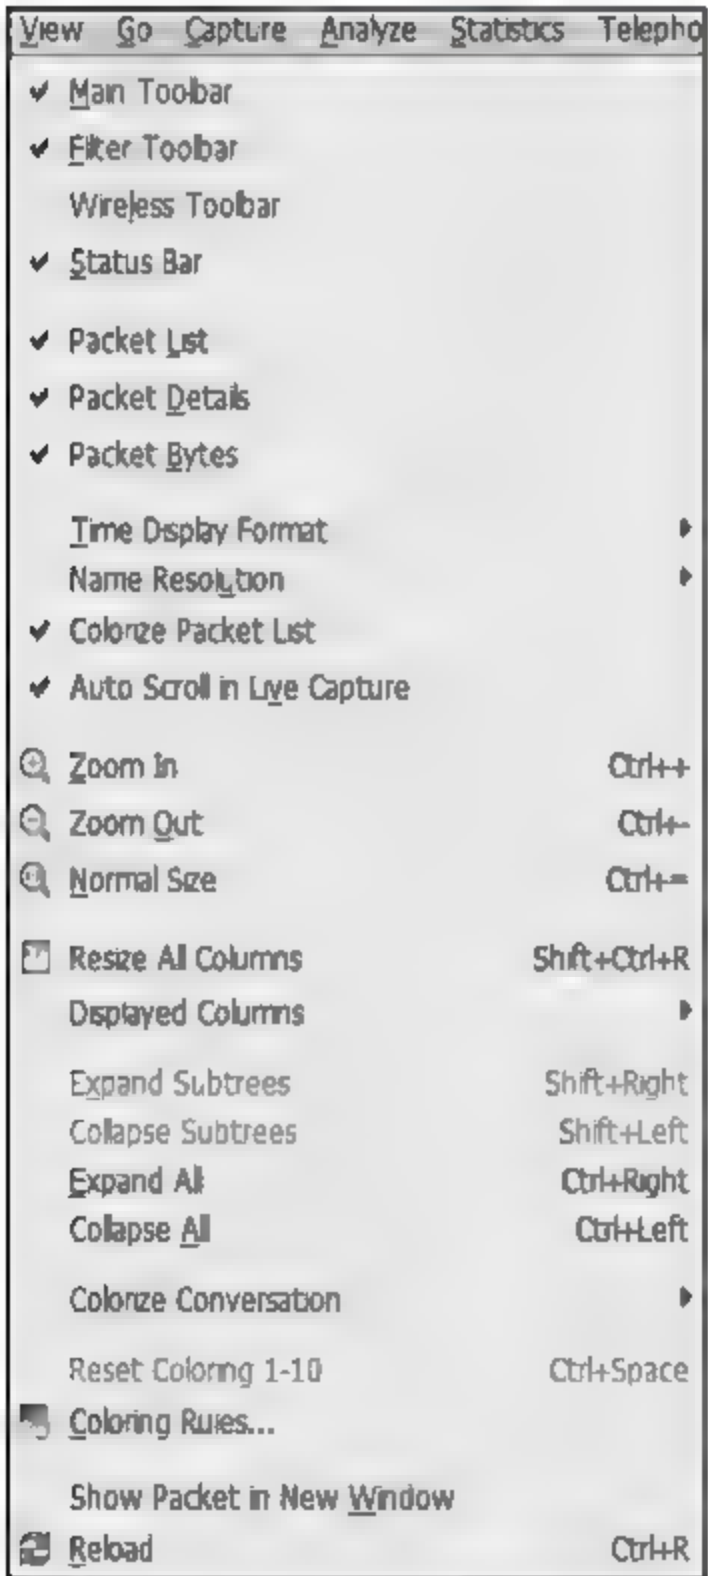 View Go Capture Analyze Statistics Telepho
Main Toolbar
Filter Toolbar
Wireless Toolbar
Status Bar
Packet List
Packet Details
Packet Bytes
Time Display Format
Name Resolution
Colorize Packet List
Auto Scroll in Live Capture
Zoom In Ctrl++
Zoom Out Ctrl+-
Normal Size Ctrl+=
Resize All Columns Shift+Ctrl+R
Displayed Columns
Expand Subtrees Shift+Right
Collapse Subtrees Shift+Left
Expand All Ctrl+Right
Collapse All Ctrl+Left
Colorize Conversation
Reset Coloring 1-10 Ctrl+Space
Coloring Rules...
Show Packet in New Window
Reload Ctrl+R